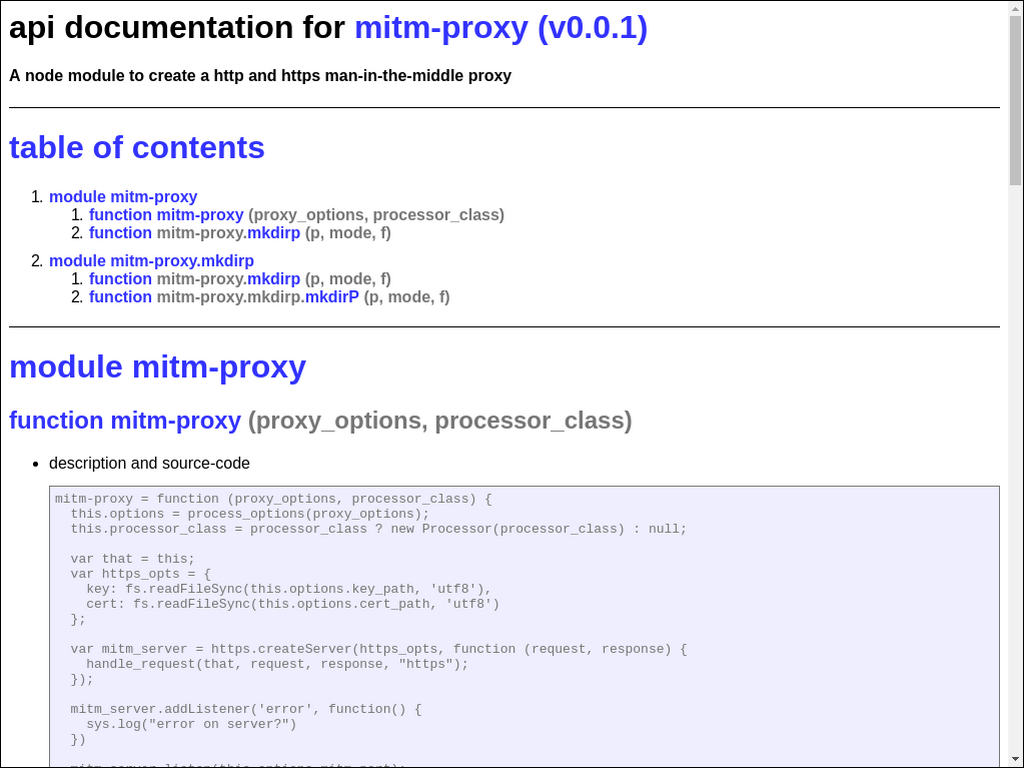 api documentation for mitm-proxy (v0.0.1)
A node module to create a http and https man-in-the-middle proxy
table of contents
1. module mitm-proxy
1. function mitm-proxy (proxy_options, processor_class)
2. function mitm-proxy.mkdirp (p, mode, f)
2. module mitm-proxy.mkdirp
1. function mitm-proxy.mkdirp (p, mode, f)
2. function mitm-proxy.mkdirp.mkdirP (p, mode, f)
module mitm-proxy
function mitm-proxy (proxy_options, processor_class)
• description and source-code
mitm-proxy = function (proxy_options, processor_class) {
  this.options = process_options(proxy_options);
  this.processor_class = processor_class ? new Processor(processor_class) : null;
  var that = this;
  var https_opts = {
    key: fs.readFileSync(this.options.key_path, 'utf8'),
    cert: fs.readFileSync(this.options.cert_path, 'utf8')
  };
  var mitm_server = https.createServer(https_opts, function (request, response) {
    handle_request(that, request, response, "https");
  });
  mitm_server.addListener('error', function() {
    sys.log("error on server?")
  })
  mitm_server.listen(this.options.mitm_port);